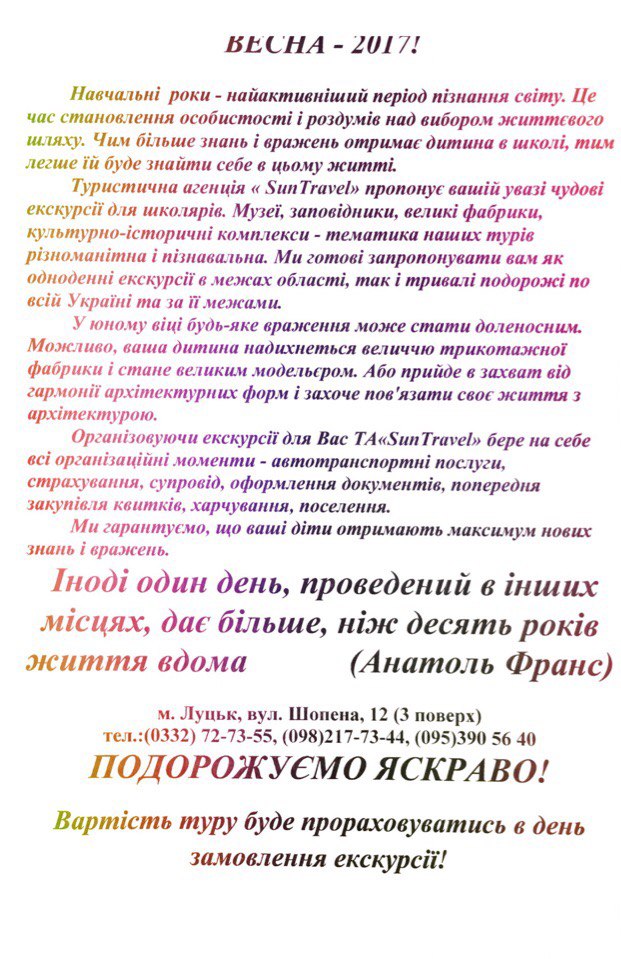 ВЕСНА - 2017!
Навчальні роки - найактивніший період пізнання світу. Це
час становлення особистості і роздумів над вибором життєвого
шляху. Чим більше знань і вражень отримає дитина в школі, тим
легше їй буде знайти себе в цьому житті.
Туристична агенція « SunTravel» пропонує вашій увазі чудові
екскурсії для школярів. Музеї, заповідники, великі фабрики,
культурно-історичні комплекси - тематика наших турів
різноманітна і пізнавальна. Ми готові запропонувати вам як
одноденні екскурсії в межах області, так і тривалі подорожі по
всій Україні та за її межами.
У юному віці будь-яке враження може стати доленосним.
Можливо, ваша дитина надихнеться величчю трикотажної
фабрики і стане великим модельєром. Або прийде в захват від
гармонії архітектурних форм і захоче пов'язати своє життя з
архітектурою.
Організовуючи екскурсії для Вас ТА«SunTravel» бере на себе
всі організаційні моменти - автотранспортні послуги,
страхування, супровід, оформлення документів, попередня
закупівля квитків, харчування, поселення.
Ми гарантуємо, що ваші діти отримають максимум нових
знань і вражень.
Іноді один день, проведений в інших
місцях, дає більше, ніж десять років
життя вдома (Анатоль Франс)
м. Луцьк, вул. Шопена, 12 (3 поверх)
тел.:(0332) 72-73-55, (098)217-73-44, (095)390 56 40
ПОДОРОЖУЄМО ЯСКРАВО!
Вартість туру буде прораховуватись в день
замовлення екскурсії!